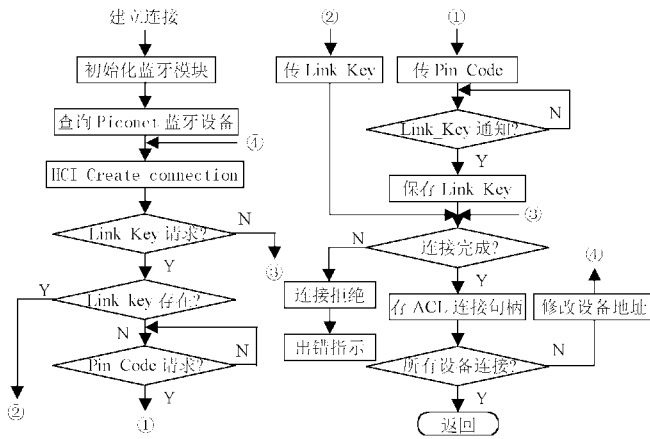 建立连接
初始化蓝牙模块
查询 Piconet 蓝牙设备
④
HCI Create connection
Link Key 请求?
N
③
Y
Link key 存在?
Y
②
N
Pin Code 请求?
N
Y
①
②
传 Link Key
①
传 Pin Code
Link_Key 通知?
N
Y
保存 Link Key
③
连接完成?
N
连接拒绝
出错指示
Y
存 ACL 连接句柄
所有设备连接?
N
修改设备地址
④
Y
返回